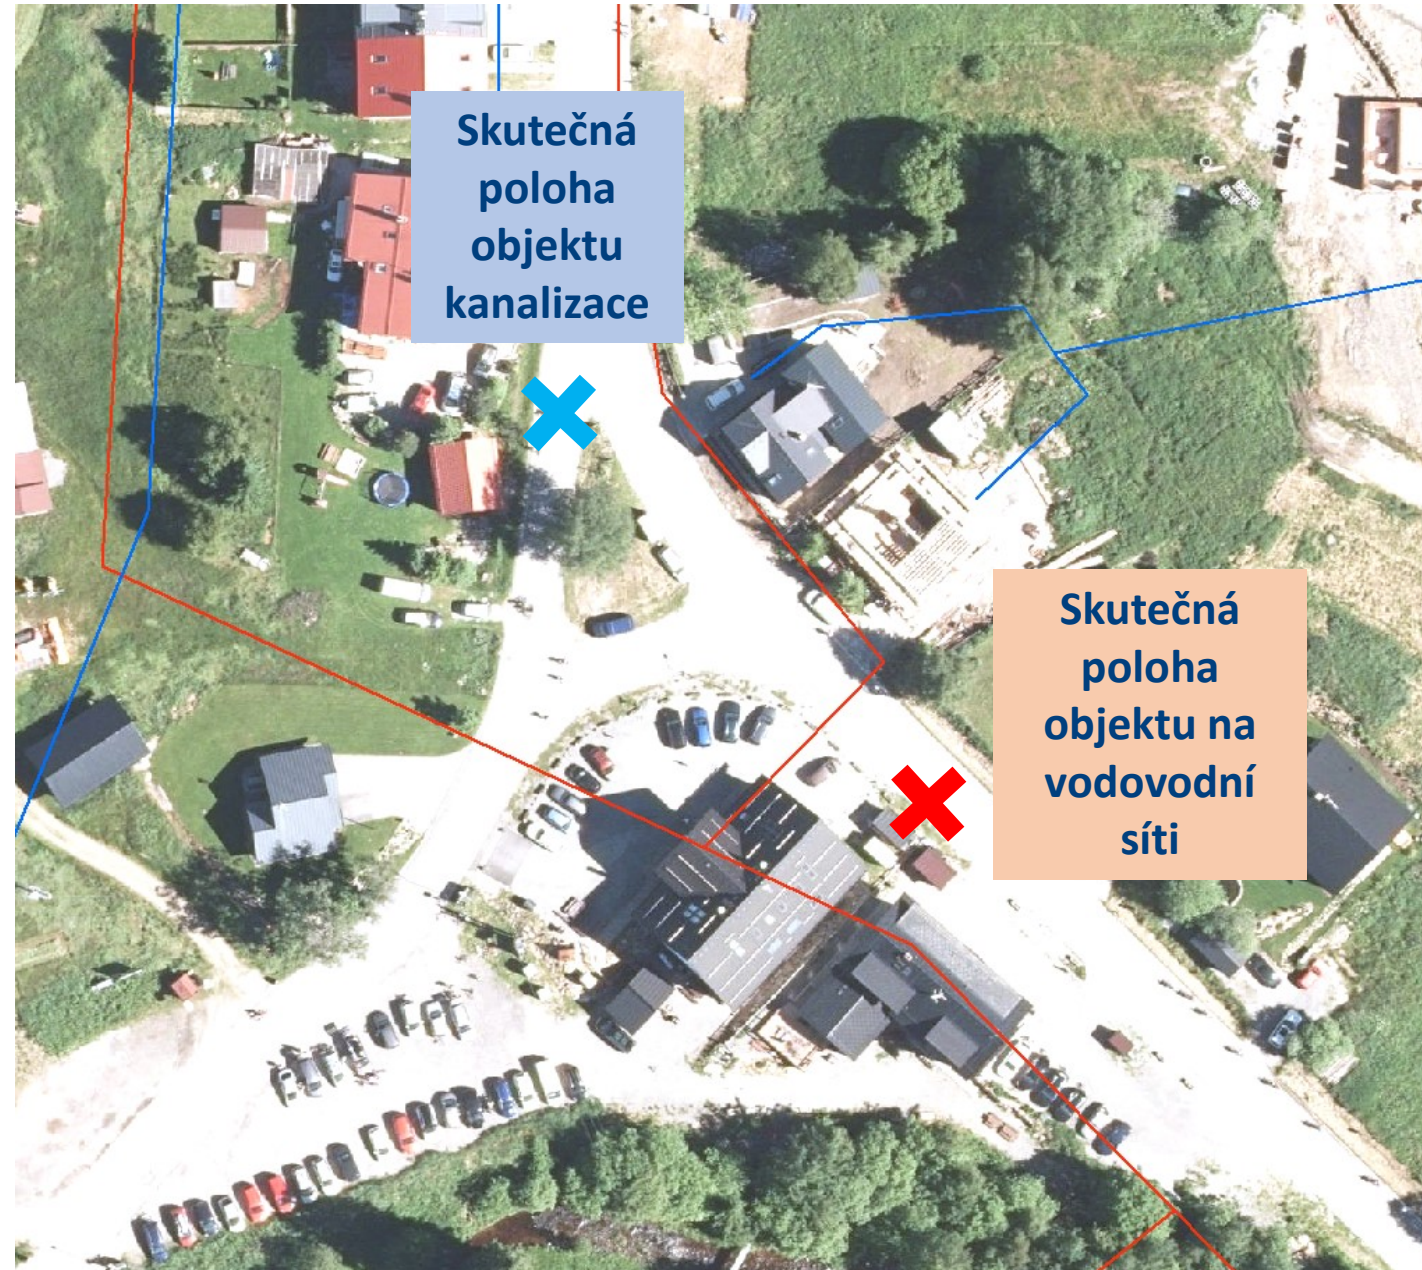 Skutečná
poloha
objektu
kanalizace
Skutečná
poloha
objektu na
vodovodní
síti